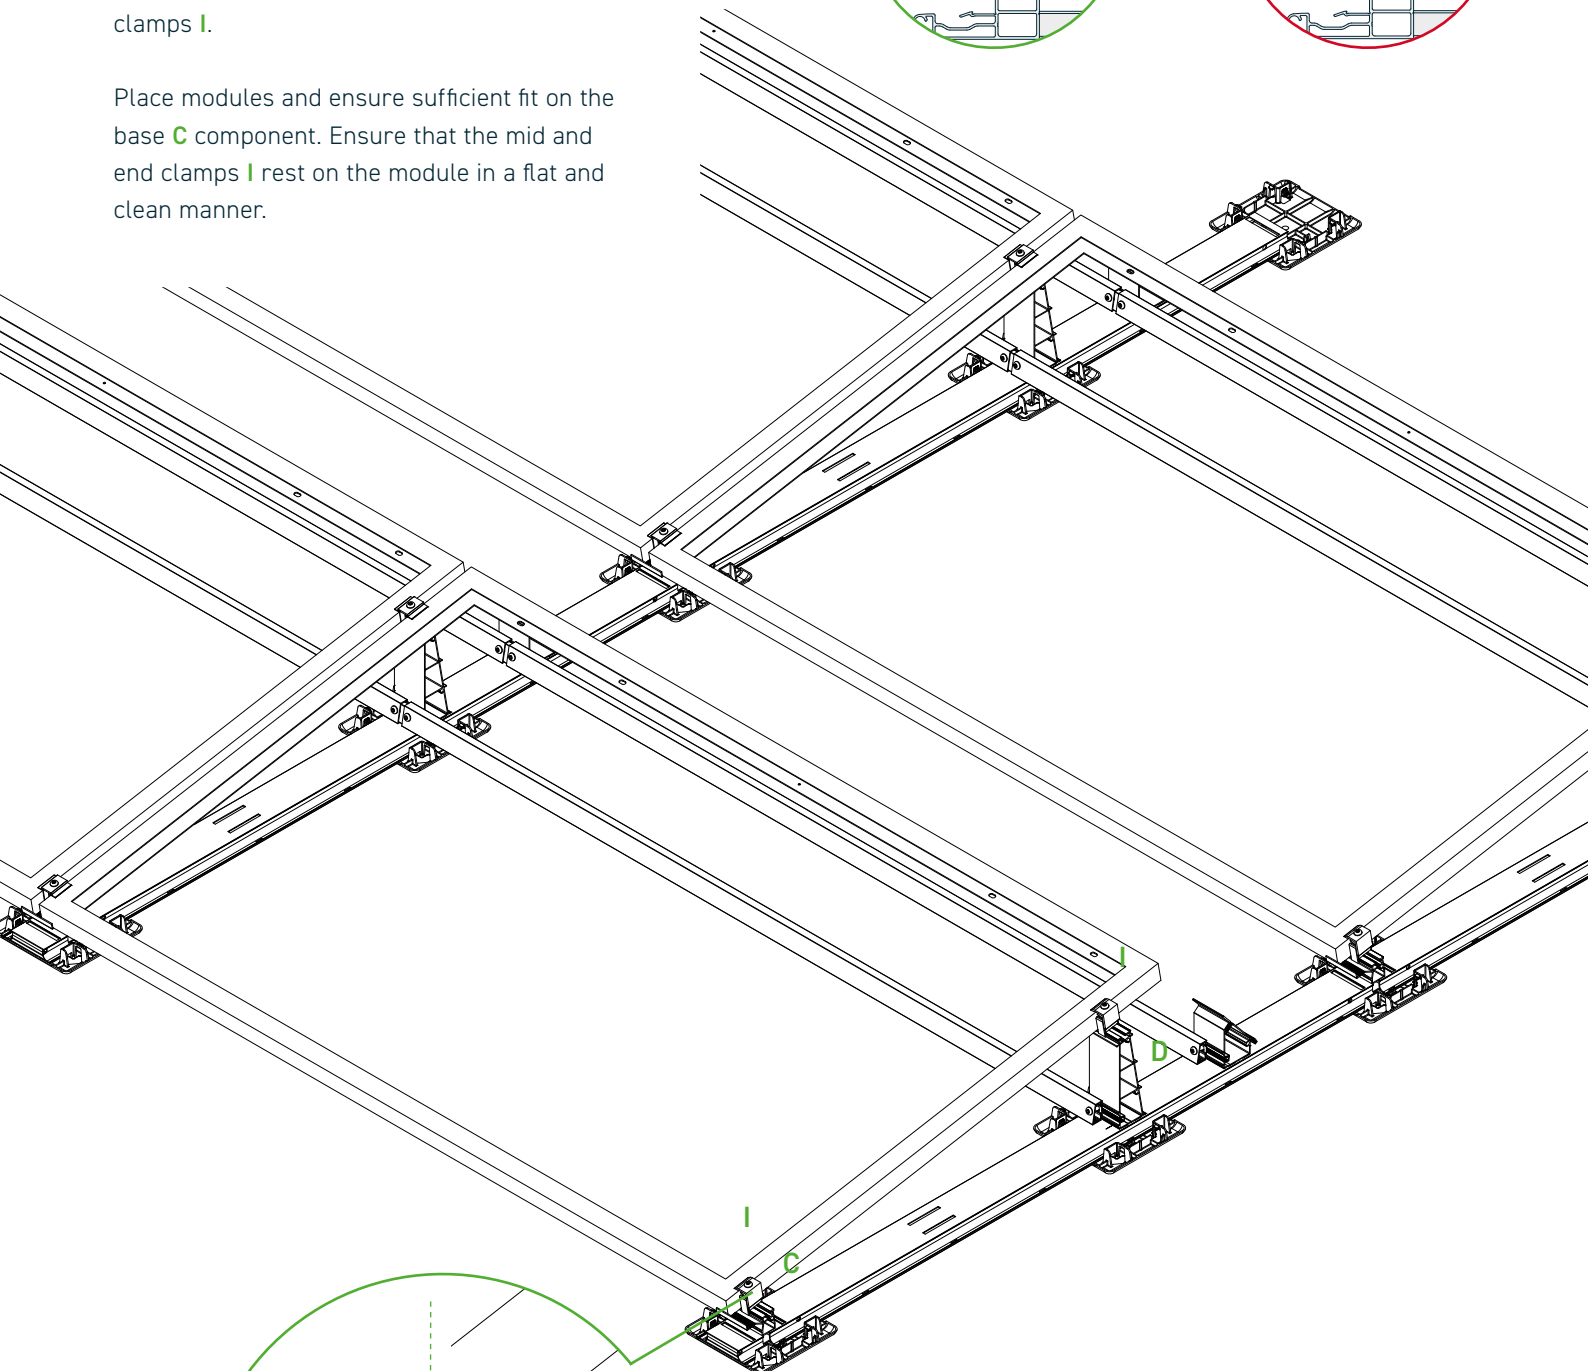 clamps I.
Place modules and ensure sufficient fit on the
base C component. Ensure that the mid and
end clamps I rest on the module in a flat and
clean manner.
I
D
I
C